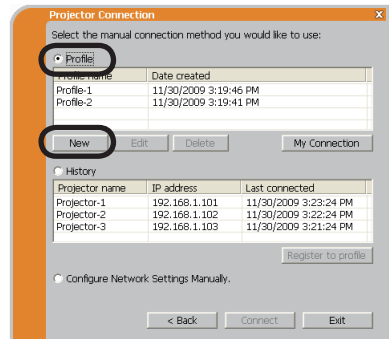 Projector Connection X
Select the manual connection method you would like to use:
Profile
Profile name Date created
Profile-1 11/30/2009 3:19:46 PM
Profile-2 11/30/2009 3:19:41 PM
New Edit Delete My Connection
History
Projector name IP address Last connected
Projector-1 192.168.1.101 11/30/2009 3:23:24 PM
Projector-2 192.168.1.102 11/30/2009 3:22:24 PM
Projector-3 192.168.1.103 11/30/2009 3:21:24 PM
Register to profile
Configure Network Settings Manually.
< Back Connect Exit